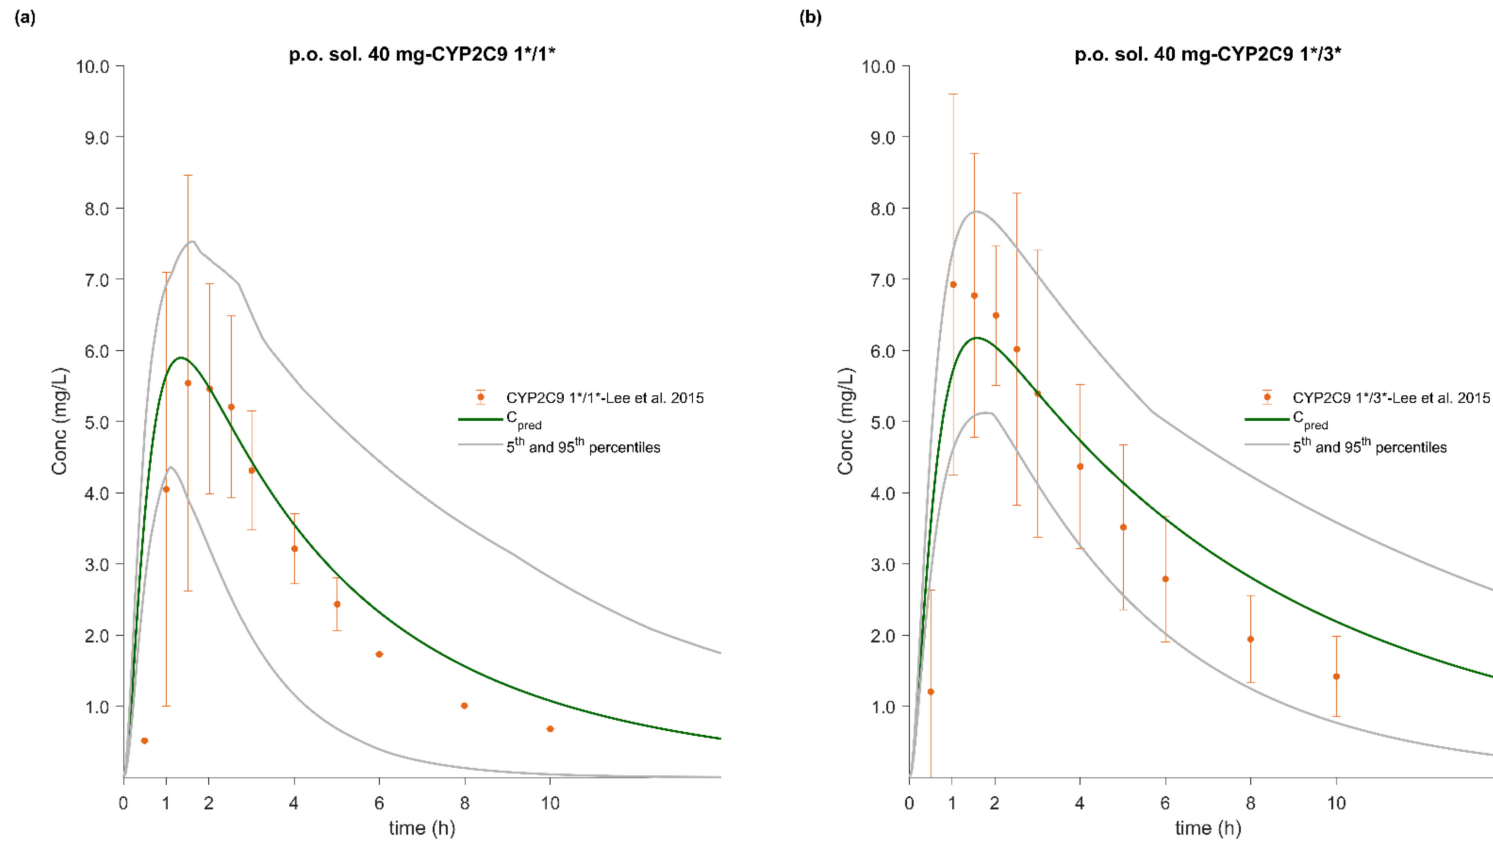 (a)
p.o. sol. 40 mg-CYP2C9 1*/1*
10.0
9.0
8.0
7.0
6.0
5.0
4.0
3.0
2.0
1.0
Conc (mg/L)
0 1 2 4 6 8 10
time (h)
CYP2C9 1*/1*-Lee et al. 2015
Cpred
5th and 95th percentiles
(b)
p.o. sol. 40 mg-CYP2C9 1*/3*
10.0
9.0
8.0
7.0
6.0
5.0
4.0
3.0
2.0
1.0
Conc (mg/L)
0 1 2 4 6 8 10
time (h)
CYP2C9 1*/3*-Lee et al. 2015
Cpred
5th and 95th percentiles